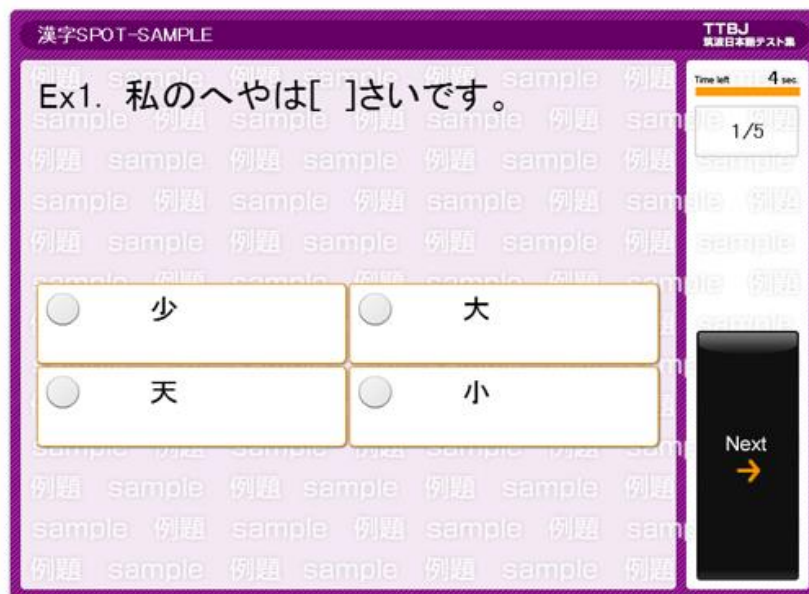 漢字SPOT-SAMPLE
TTBJ
筑波日本語テスト集
Ex1. 私のへやは[ ]さいです。
Time left 4 sec.
1/5
少
大
天
小
Next